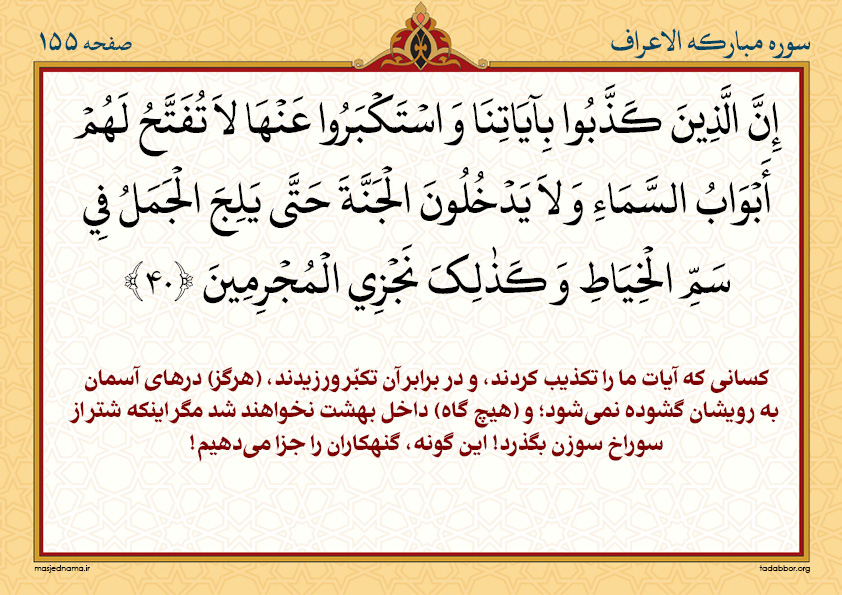 سوره مبارکه الاعراف
صفحه ۱۵۵
إِنَّ الَّذِينَ كَذَّبُوا بِآيَاتِنَا وَ اسْتَكْبَرُوا عَنْهَا لاَ تُفَتَّحُ لَهُمْ
أَبْوَابُ السَّمَاءِ وَ لاَ يَدْخُلُونَ الْجَنَّةَ حَتَّى يَلِجَ الْجَمَلُ فِي
سَمِّ الْخِيَاطِ وَ كَذٰلِکَ نَجْزِي الْمُجْرِمِينَ ﴿۴۰﴾
کسانی که آیات ما را تکذیب کردند، و در برابر آن تکبّر ورزیدند، (هرگز) درهای آسمان
به رویشان گشوده نمی‌شود؛ و (هیچ گاه) داخل بهشت نخواهند شد مگر اینکه شتر از
سوراخ سوزن بگذرد! این گونه، گنهکاران را جزا می‌دهیم!
masjednama.ir
tadabbor.org